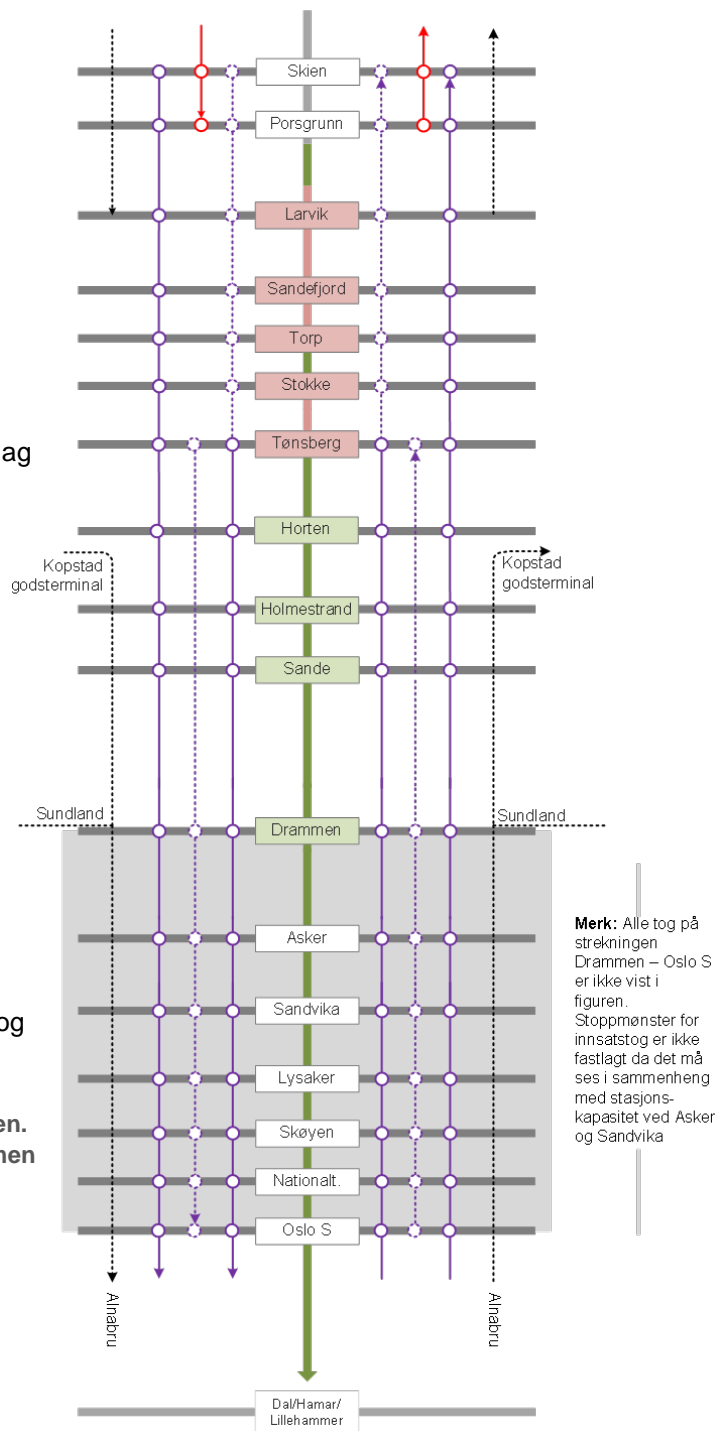 Skien
Porsgrunn
Larvik
Sandefjord
Torp
Stokke
Tønsberg
ag
Horten
Kopstad
godsterminal
Kopstad
godsterminal
Holmestrand
Sande
Sundland
Sundland
Drammen
Merk: Alle tog på
strekningen
Drammen – Oslo S
er ikke vist i
figuren.
Stoppmønster for
innsatstog er ikke
fastlagt da det må
ses i sammenheng
med stasjons-
kapasitet ved Asker
og Sandvika
Asker
Sandvika
og
Lysaker
en.
Skøyen
nen
Nationalt.
Oslo S
Alnabru
Alnabru
Dal/Hamar/
Lillehammer